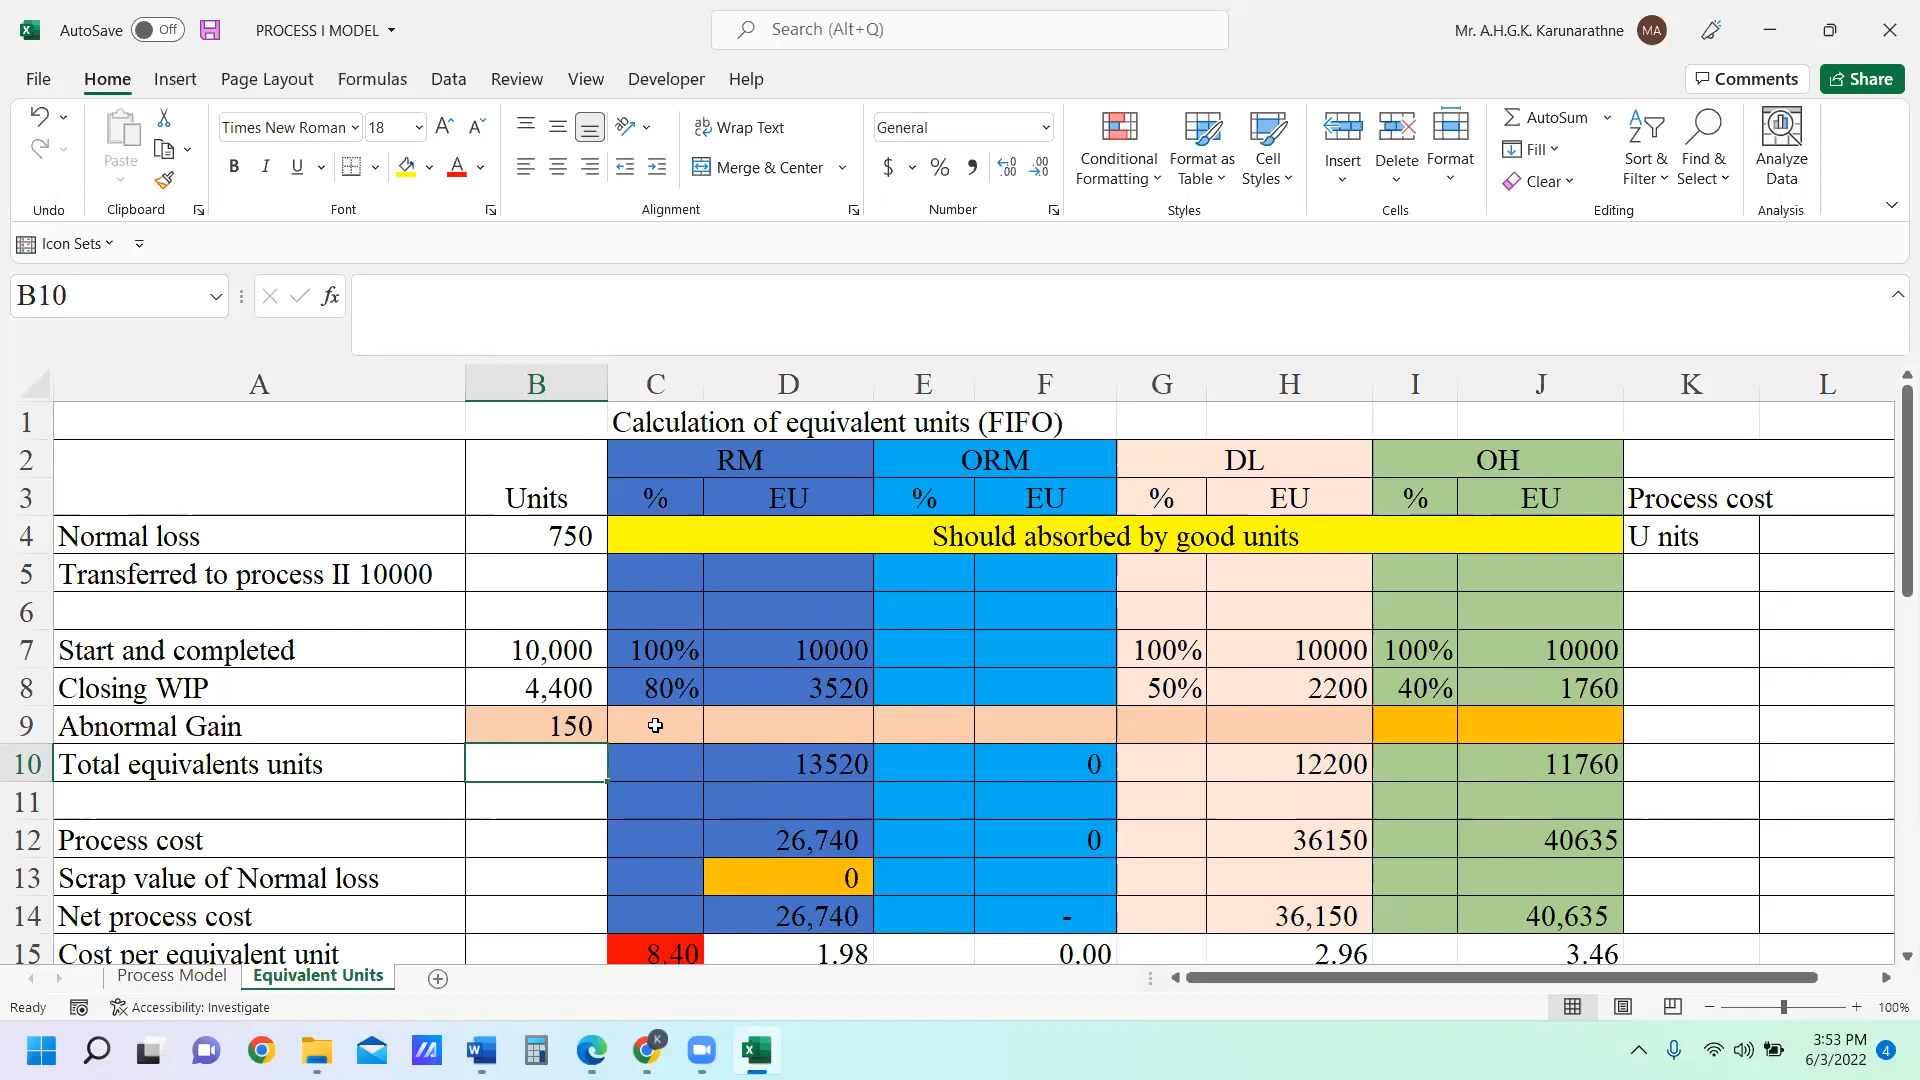 AutoSave Off PROCESS I MODEL Search (Alt+Q) Mr. A.H.G.K. Karunarathne MA
File Home Insert Page Layout Formulas Data Review View Developer Help Comments Share
Paste Times New Roman 18 Wrap Text General Conditional Formatting Format as Table Cell Styles Insert Delete Format AutoSum Sort & Filter Find & Select Analyze Data
B I U A Merge & Center $ % Fill
Clear
Undo Clipboard Font Alignment Number Styles Cells Editing Analysis
Icon Sets
B10 fx
A B C D E F G H I J K L
1 Calculation of equivalent units (FIFO)
2 RM ORM DL OH
3 Units % EU % EU % EU % EU Process cost
4 Normal loss 750 Should absorbed by good units U nits
5 Transferred to process II 10000
6
7 Start and completed 10,000 100% 10000 100% 10000 100% 10000
8 Closing WIP 4,400 80% 3520 50% 2200 40% 1760
9 Abnormal Gain 150
10 Total equivalents units 13520 0 12200 11760
11
12 Process cost 26,740 0 36150 40635
13 Scrap value of Normal loss 0
14 Net process cost 26,740 - 36,150 40,635
15 Cost per equivalent unit 8.40 1.98 0.00 2.96 3.46
Process Model Equivalent Units
Ready Accessibility: Investigate 100%
K
3:53 PM
6/3/2022 4